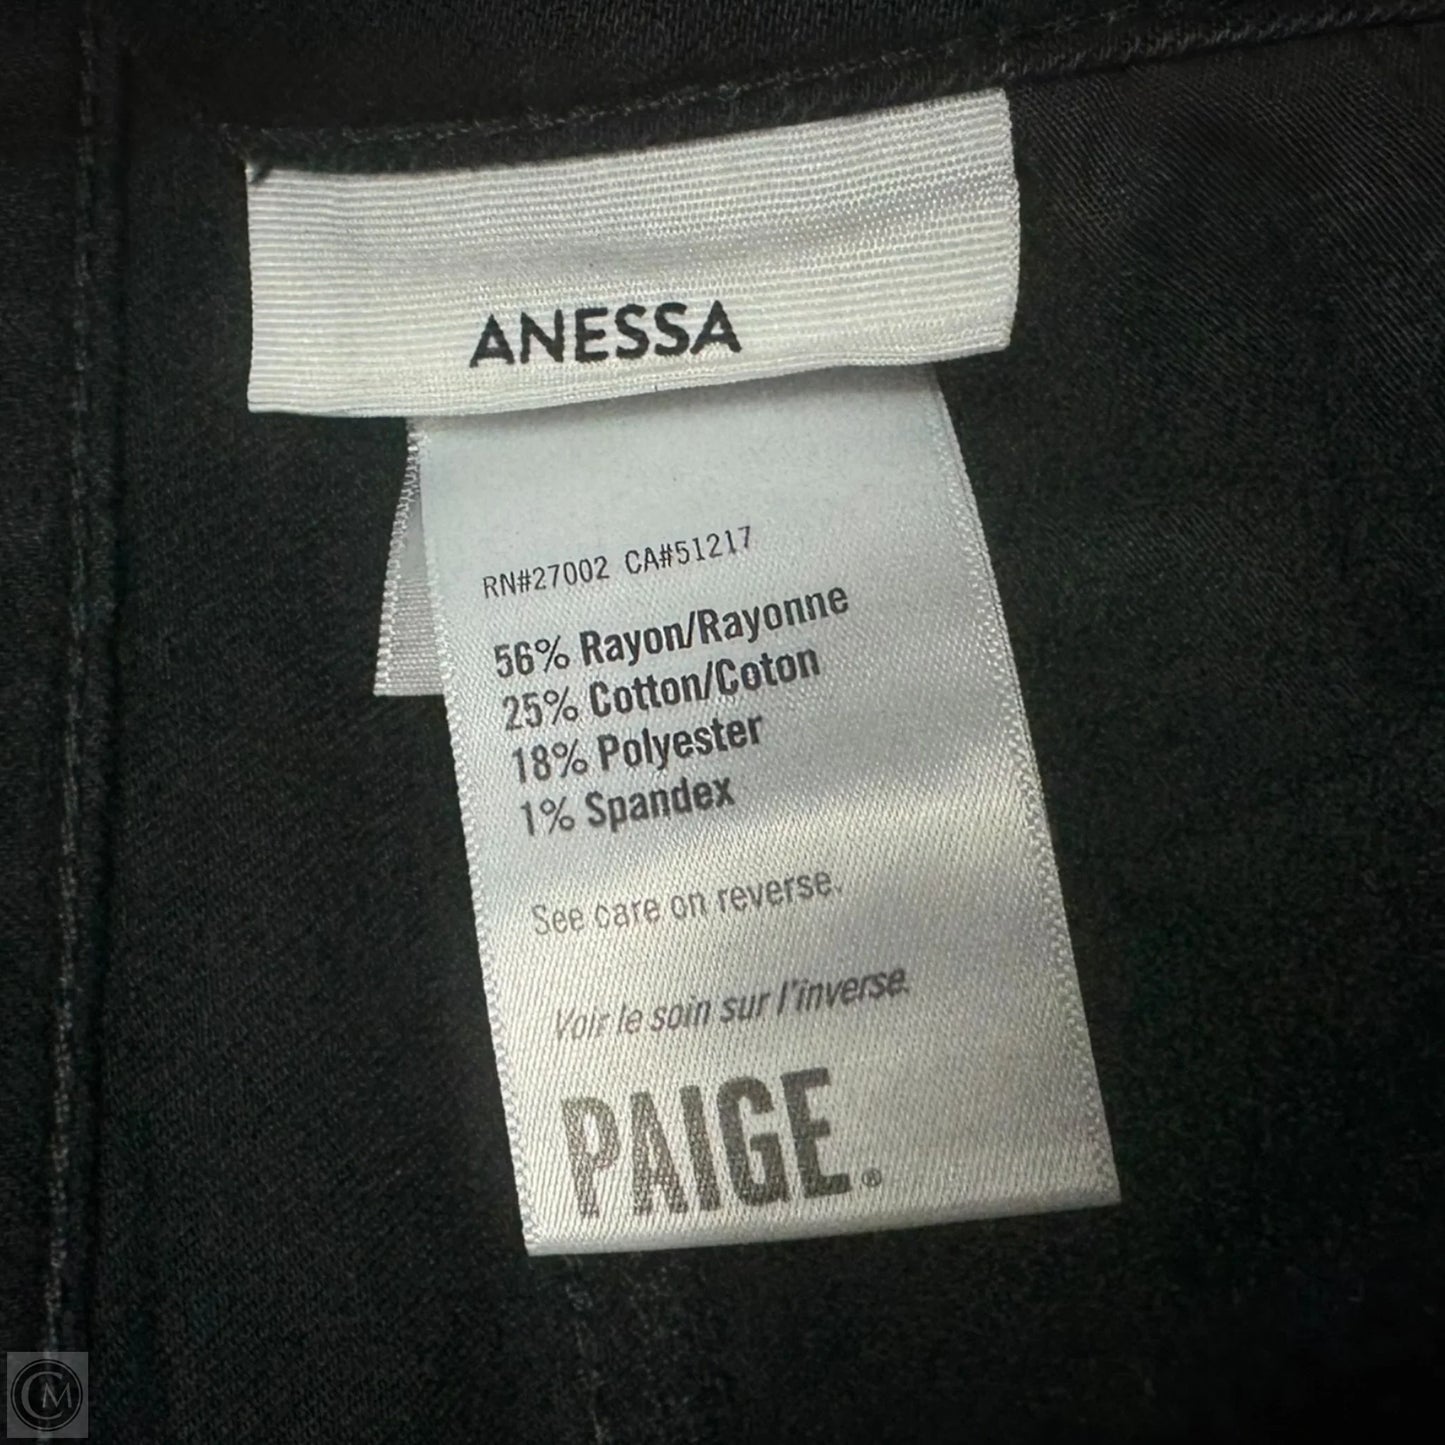 ANESSA
RN#27002 CA#51217
56% Rayon/Rayonne
25% Cotton/Coton
18% Polyester
1% Spandex
See care on reverse.
Voir le soin sur l'inverse.
PAIGE.®
CM